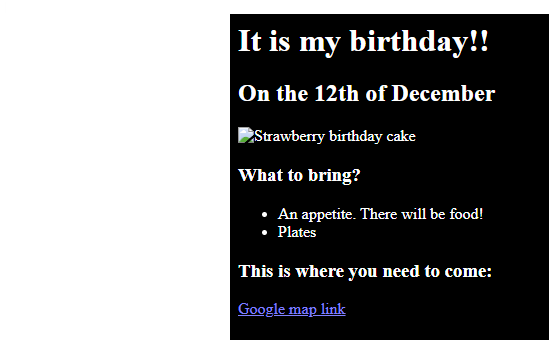 It is my birthday!!
On the 12th of December
Strawberry birthday cake
What to bring?
An appetite. There will be food!
Plates
This is where you need to come:
Google map link